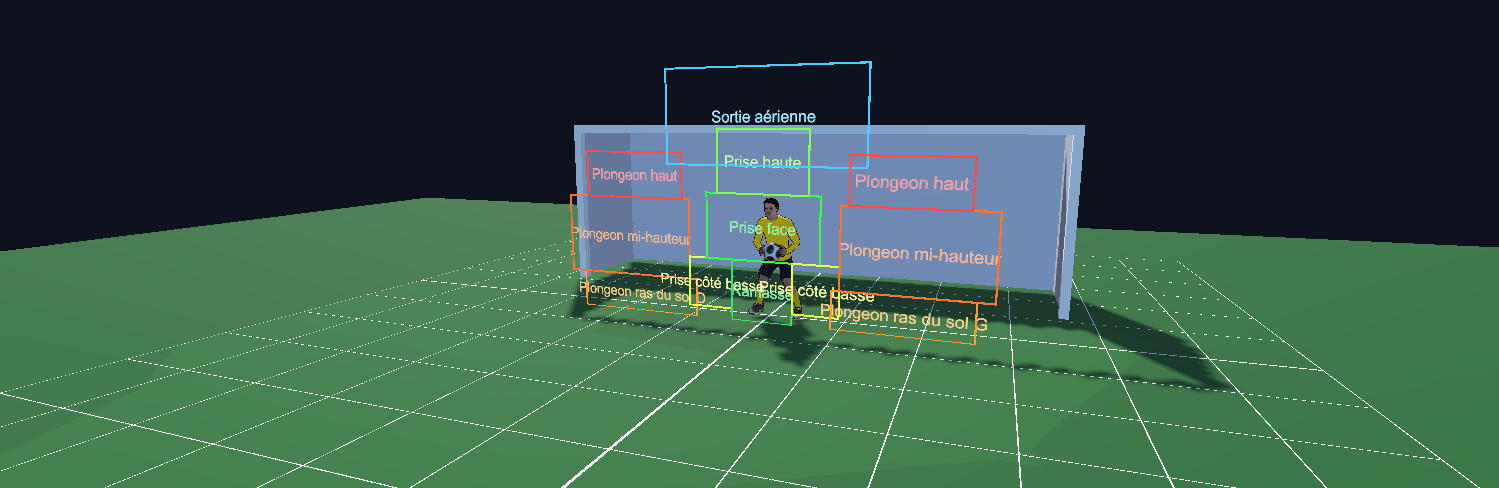 Sortie aérienne
Prise haute
Plongeon haut
Plongeon haut
Prise face
Plongeon mi-hauteur
Plongeon mi-hauteur
Prise côté basse
Ramassé
Prise côté basse
Plongeon ras du sol D
Plongeon ras du sol G